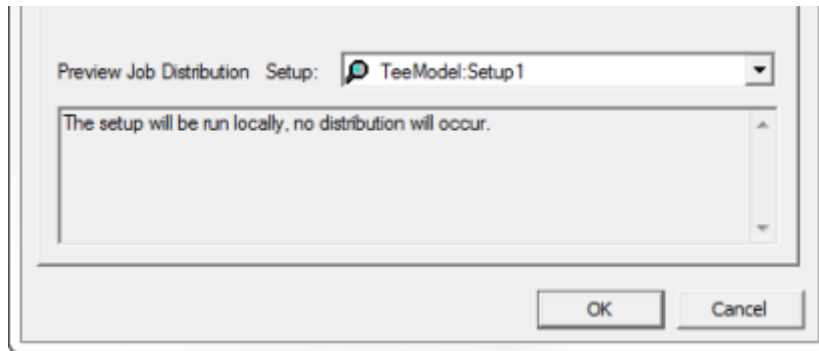 Preview Job Distribution Setup: TeeModel:Setup1
The setup will be run locally, no distribution will occur.
OK Cancel